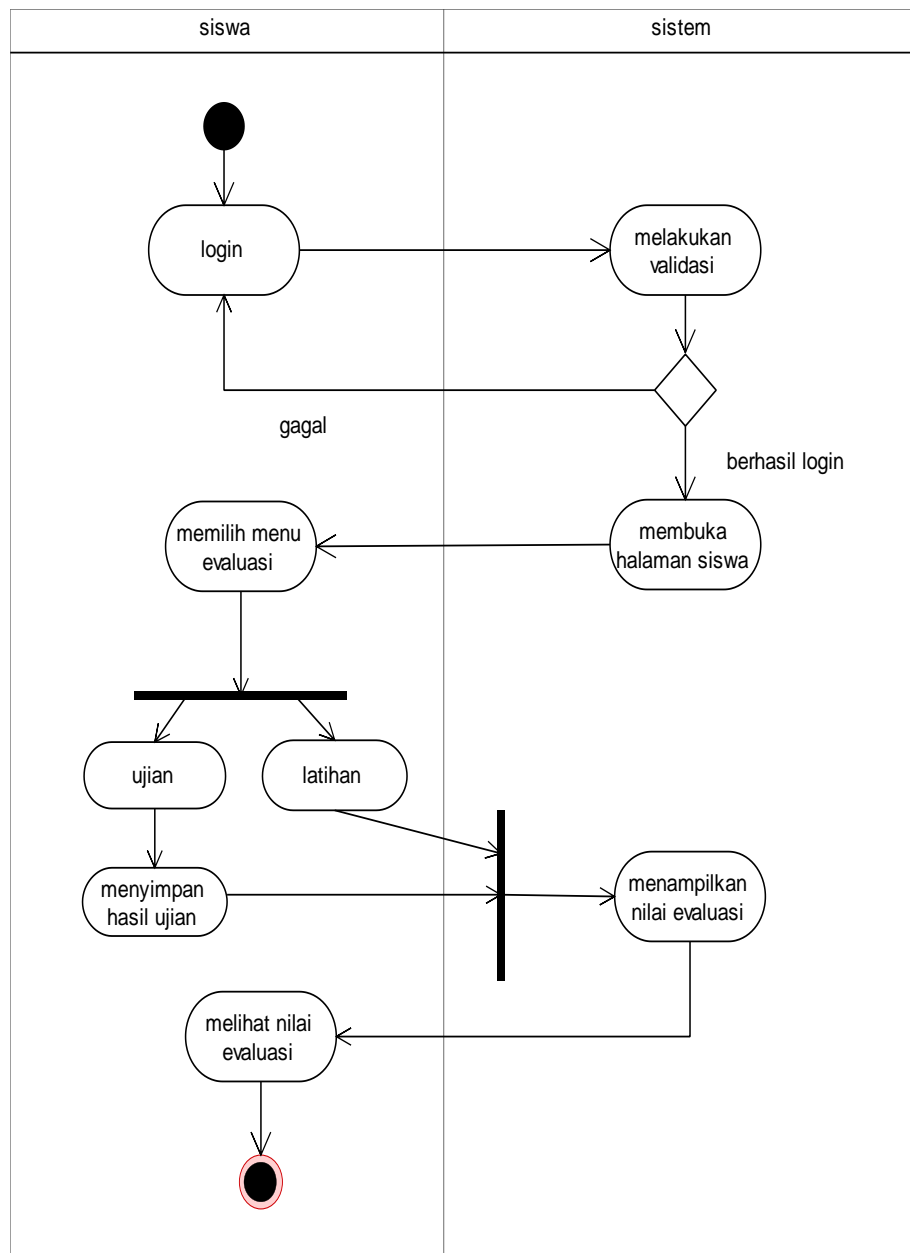 siswa
sistem
login
melakukan
validasi
gagal
berhasil login
memilih menu
evaluasi
membuka
halaman siswa
ujian
latihan
menyimpan
hasil ujian
menampilkan
nilai evaluasi
melihat nilai
evaluasi